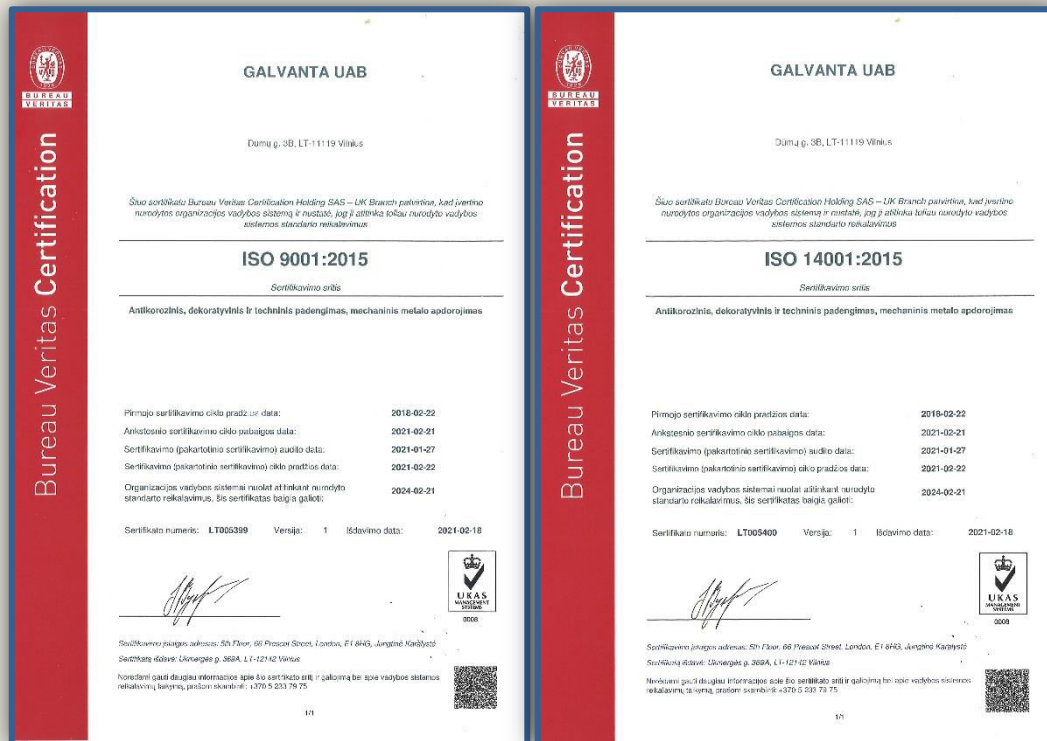 BUREAU
VERITAS
Bureau Veritas Certification
GALVANTA UAB
Dūmų g. 3B, LT-11119 Vilnius
Šiuo sertifikatu Bureau Veritas Certification Holding SAS – UK Branch patvirtina, kad įvertino
nurodytos organizacijos vadybos sistemą ir nustatė, jog ji atitinka toliau nurodyto vadybos
sistemos standarto reikalavimus
ISO 9001:2015
Sertifikavimo sritis
Antikorozinis, dekoratyvinis ir techninis padengimas, mechaninis metalo apdorojimas
Pirmojo sertifikavimo ciklo pradžios data: 2018-02-22
Ankstesnio sertifikavimo ciklo pabaigos data: 2021-02-21
Sertifikavimo (pakartotinio sertifikavimo) audito data: 2021-01-27
Sertifikavimo (pakartotinio sertifikavimo) ciklo pradžios data: 2021-02-22
Organizacijos vadybos sistemai nuolat atitinkant nurodyto
standarto reikalavimus, šis sertifikatas baigia galioti: 2024-02-21
Sertifikato numeris: LT005399 Versija: 1 Išdavimo data: 2021-02-18
UKAS
MANAGEMENT
SYSTEMS
0008
Sertifikavimo įstaigos adresas: 5th Floor, 66 Prescot Street, London, E1 8HG, Jungtinė Karalystė
Sertifikatą išdavė: Ukmergės g. 369A, LT-12142 Vilnius
Norėdami gauti daugiau informacijos apie šio sertifikato sritį ir galiojimą bei apie vadybos sistemos
reikalavimų taikymą, prašom skambinti: +370 5 233 79 75
1/1
BUREAU
VERITAS
Bureau Veritas Certification
GALVANTA UAB
Dūmų g. 3B, LT-11119 Vilnius
Šiuo sertifikatu Bureau Veritas Certification Holding SAS – UK Branch patvirtina, kad įvertino
nurodytos organizacijos vadybos sistemą ir nustatė, jog ji atitinka toliau nurodyto vadybos
sistemos standarto reikalavimus
ISO 14001:2015
Sertifikavimo sritis
Antikorozinis, dekoratyvinis ir techninis padengimas, mechaninis metalo apdorojimas
Pirmojo sertifikavimo ciklo pradžios data: 2018-02-22
Ankstesnio sertifikavimo ciklo pabaigos data: 2021-02-21
Sertifikavimo (pakartotinio sertifikavimo) audito data: 2021-01-27
Sertifikavimo (pakartotinio sertifikavimo) ciklo pradžios data: 2021-02-22
Organizacijos vadybos sistemai nuolat atitinkant nurodyto
standarto reikalavimus, šis sertifikatas baigia galioti: 2024-02-21
Sertifikato numeris: LT005400 Versija: 1 Išdavimo data: 2021-02-18
UKAS
MANAGEMENT
SYSTEMS
0008
Sertifikavimo įstaigos adresas: 5th Floor, 66 Prescot Street, London, E1 8HG, Jungtinė Karalystė
Sertifikatą išdavė: Ukmergės g. 369A, LT-12142 Vilnius
Norėdami gauti daugiau informacijos apie šio sertifikato sritį ir galiojimą bei apie vadybos sistemos
reikalavimų taikymą, prašom skambinti: +370 5 233 79 75
1/1